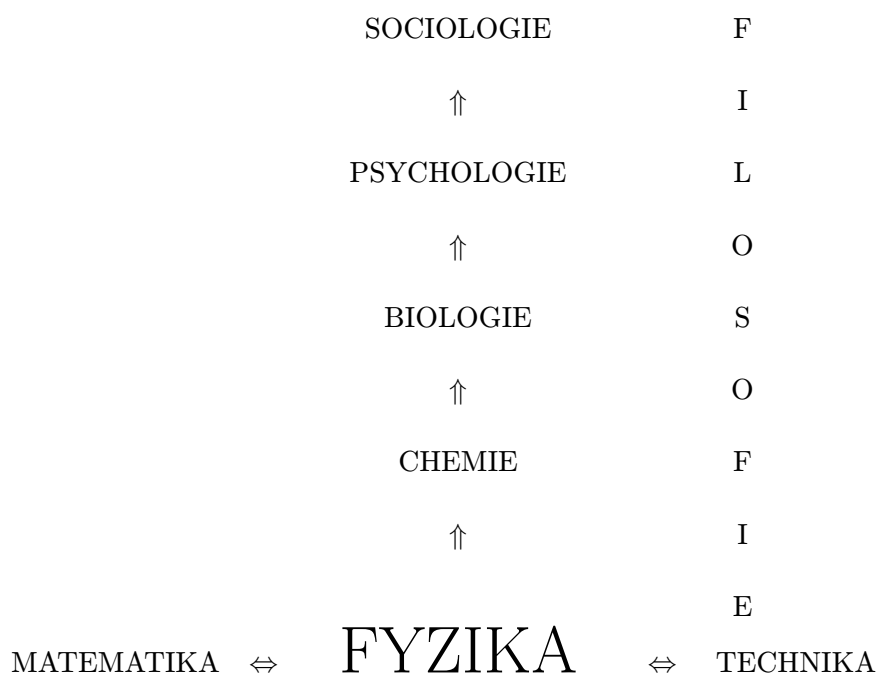 SOCIOLOGIE F
⇑ I
PSYCHOLOGIE L
⇑ O
BIOLOGIE S
⇑ O
CHEMIE F
⇑ I
E
MATEMATIKA ⇔ FYZIKA ⇔ TECHNIKA